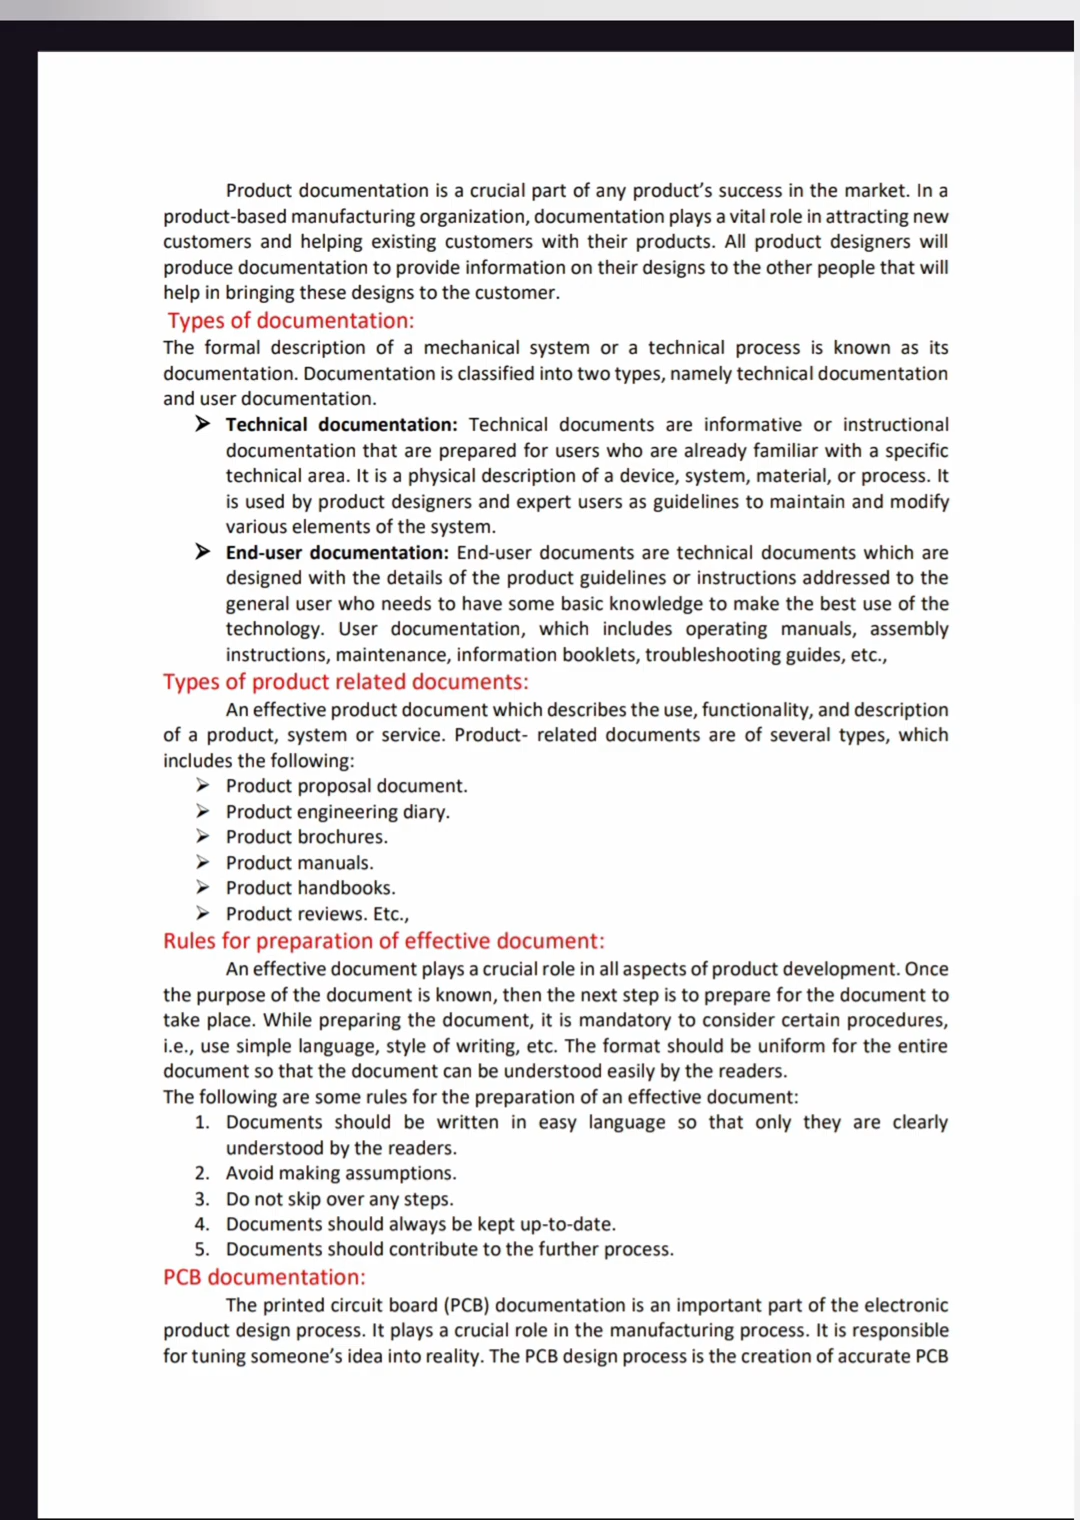 Product documentation is a crucial part of any product's success in the market. In a
product-based manufacturing organization, documentation plays a vital role in attracting new
customers and helping existing customers with their products. All product designers will
produce documentation to provide information on their designs to the other people that will
help in bringing these designs to the customer.
Types of documentation:
The formal description of a mechanical system or a technical process is known as its
documentation. Documentation is classified into two types, namely technical documentation
and user documentation.
➢ Technical documentation: Technical documents are informative or instructional
documentation that are prepared for users who are already familiar with a specific
technical area. It is a physical description of a device, system, material, or process. It
is used by product designers and expert users as guidelines to maintain and modify
various elements of the system.
➢ End-user documentation: End-user documents are technical documents which are
designed with the details of the product guidelines or instructions addressed to the
general user who needs to have some basic knowledge to make the best use of the
technology. User documentation, which includes operating manuals, assembly
instructions, maintenance, information booklets, troubleshooting guides, etc.,
Types of product related documents:
An effective product document which describes the use, functionality, and description
of a product, system or service. Product- related documents are of several types, which
includes the following:
➢ Product proposal document.
➢ Product engineering diary.
➢ Product brochures.
➢ Product manuals.
➢ Product handbooks.
➢ Product reviews. Etc.,
Rules for preparation of effective document:
An effective document plays a crucial role in all aspects of product development. Once
the purpose of the document is known, then the next step is to prepare for the document to
take place. While preparing the document, it is mandatory to consider certain procedures,
i.e., use simple language, style of writing, etc. The format should be uniform for the entire
document so that the document can be understood easily by the readers.
The following are some rules for the preparation of an effective document:
1. Documents should be written in easy language so that only they are clearly
understood by the readers.
2. Avoid making assumptions.
3. Do not skip over any steps.
4. Documents should always be kept up-to-date.
5. Documents should contribute to the further process.
PCB documentation:
The printed circuit board (PCB) documentation is an important part of the electronic
product design process. It plays a crucial role in the manufacturing process. It is responsible
for tuning someone's idea into reality. The PCB design process is the creation of accurate PCB